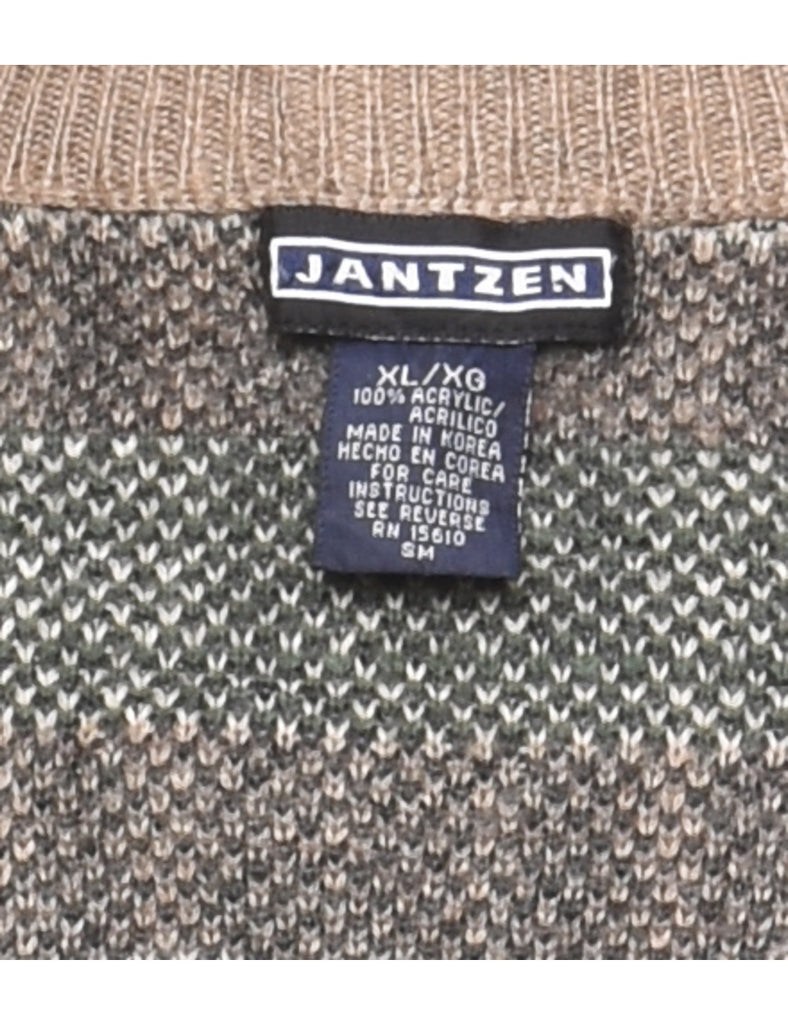 JANTZEN
XL/XG
100% ACRYLIC/
ACRILICO
MADE IN KOREA
HECHO EN COREA
FOR CARE
INSTRUCTIONS
SEE REVERSE
RN 15610
SM